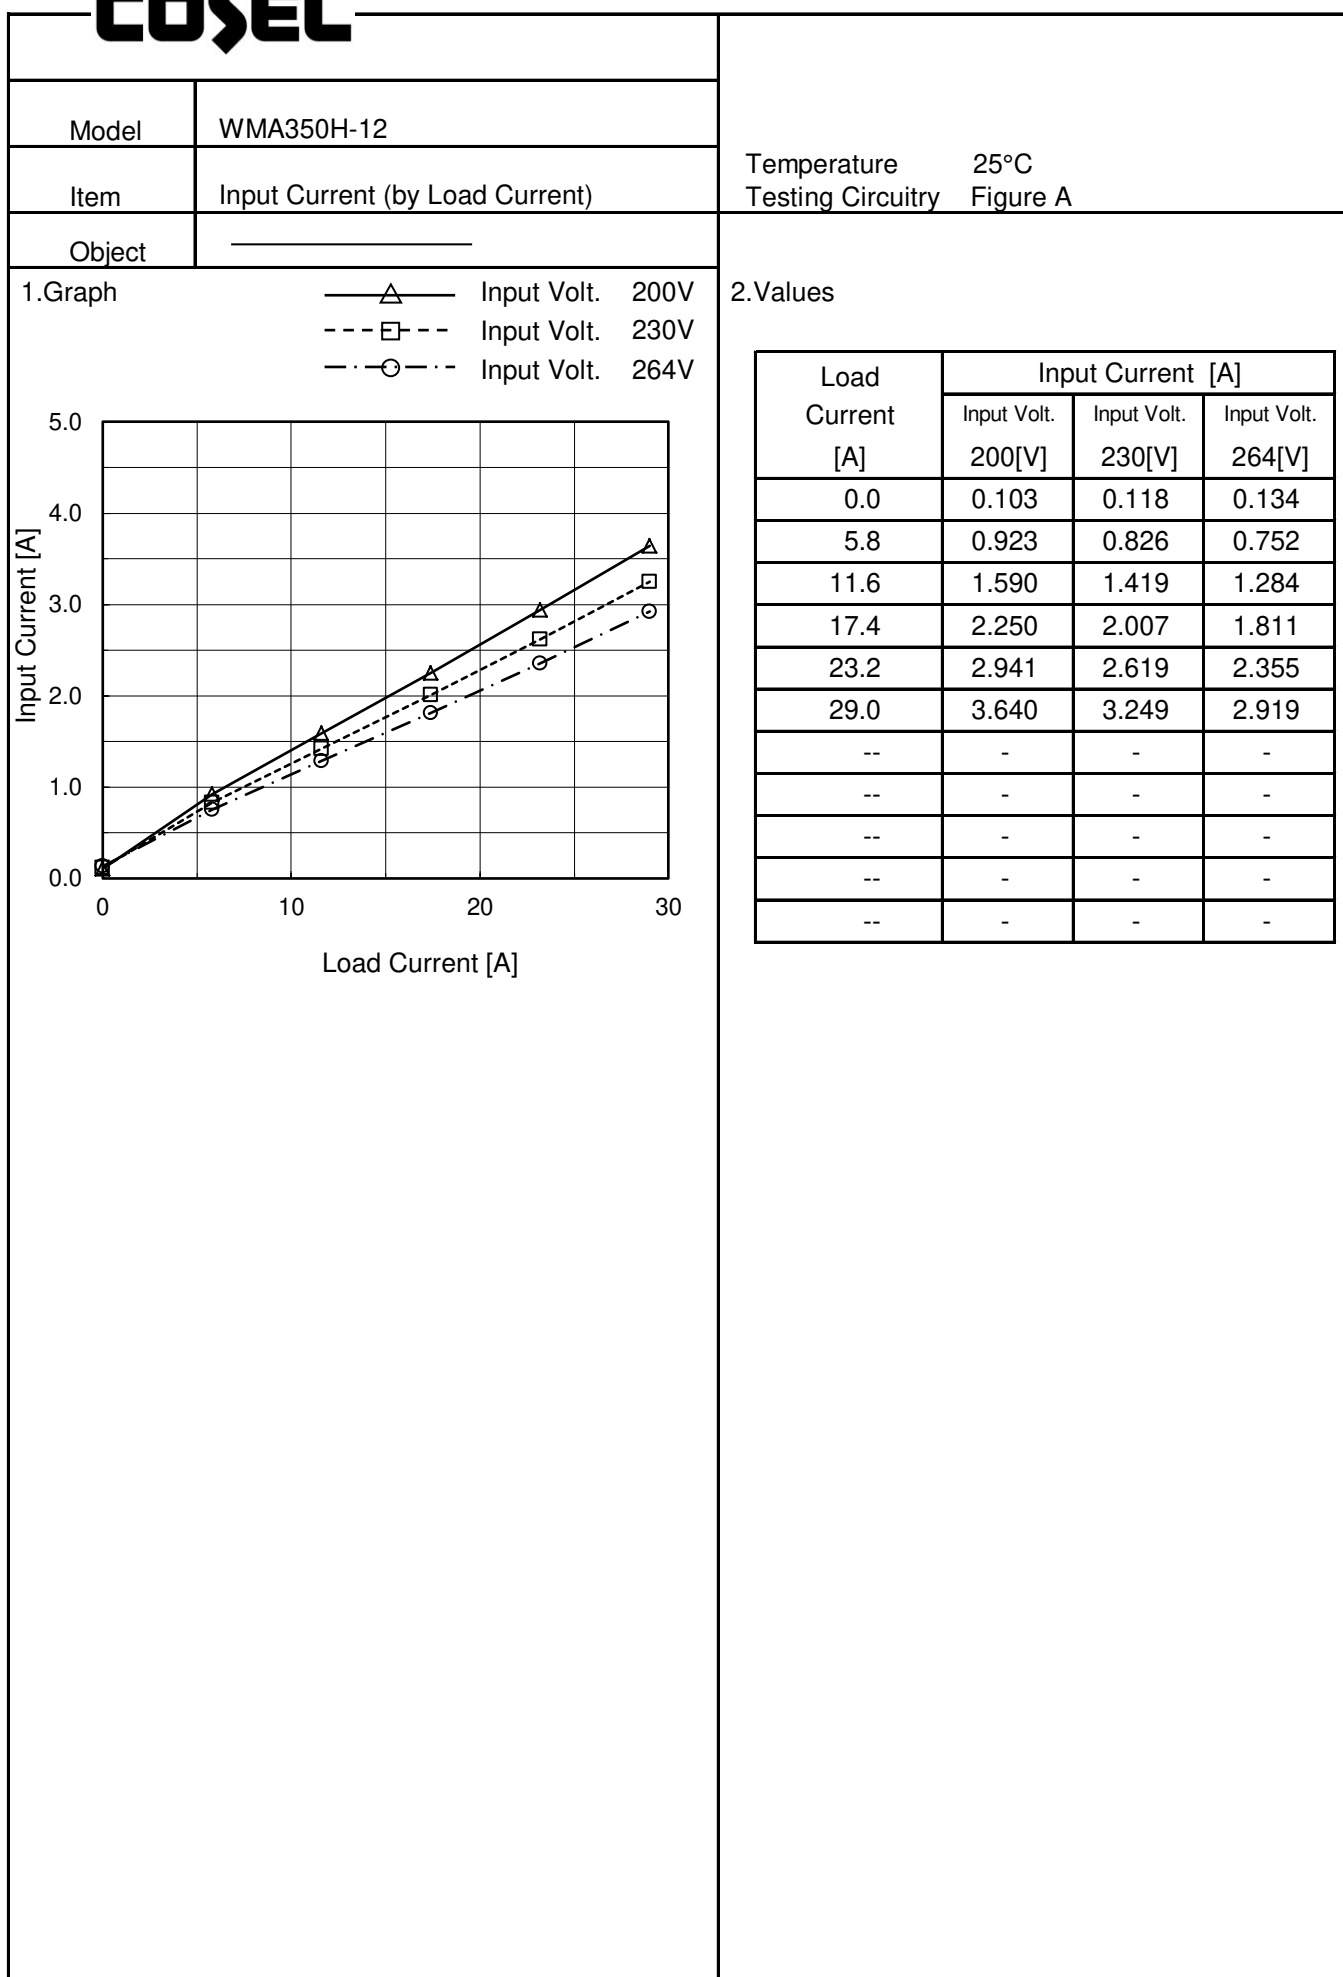 COSEL
Model WMA350H-12
Item Input Current (by Load Current)
Temperature 25°C
Testing Circuitry Figure A
Object
1.Graph
Input Volt. 200V
Input Volt. 230V
Input Volt. 264V
5.0
4.0
3.0
2.0
1.0
0.0
Input Current [A]
0 10 20 30
Load Current [A]
2.Values
Load Current [A] Input Current [A]
Input Volt. 200[V] Input Volt. 230[V] Input Volt. 264[V]
0.0 0.103 0.118 0.134
5.8 0.923 0.826 0.752
11.6 1.590 1.419 1.284
17.4 2.250 2.007 1.811
23.2 2.941 2.619 2.355
29.0 3.640 3.249 2.919
-- - - -
-- - - -
-- - - -
-- - - -
-- - - -